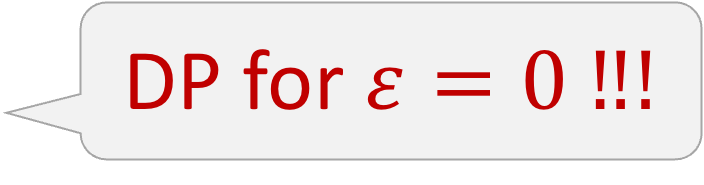 DP for ε = 0 !!!